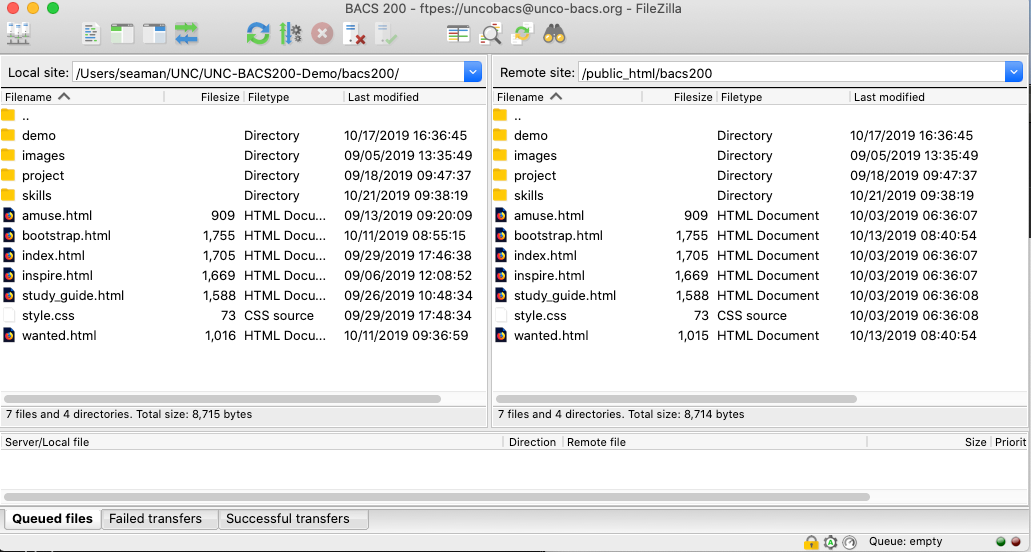 BACS 200 - ftpes://uncobacs@unco-bacs.org - FileZilla
Local site: /Users/seaman/UNC/UNC-BACS200-Demo/bacs200/
Filename Filesize Filetype Last modified
..
demo Directory 10/17/2019 16:36:45
images Directory 09/05/2019 13:35:49
project Directory 09/18/2019 09:47:37
skills Directory 10/21/2019 09:38:19
amuse.html 909 HTML Docu... 09/13/2019 09:20:09
bootstrap.html 1,755 HTML Docu... 10/11/2019 08:55:15
index.html 1,705 HTML Docu... 09/29/2019 17:46:38
inspire.html 1,669 HTML Docu... 09/06/2019 12:08:52
study_guide.html 1,588 HTML Docu... 09/26/2019 10:48:34
style.css 73 CSS source 09/29/2019 17:48:34
wanted.html 1,016 HTML Docu... 10/11/2019 09:36:59
7 files and 4 directories. Total size: 8,715 bytes
Remote site: /public_html/bacs200
Filename Filesize Filetype Last modified
..
demo Directory 10/17/2019 16:36:45
images Directory 09/05/2019 13:35:49
project Directory 09/18/2019 09:47:37
skills Directory 10/21/2019 09:38:19
amuse.html 909 HTML Document 10/03/2019 06:36:07
bootstrap.html 1,755 HTML Document 10/13/2019 08:40:54
index.html 1,705 HTML Document 10/03/2019 06:36:07
inspire.html 1,669 HTML Document 10/03/2019 06:36:07
study_guide.html 1,588 HTML Document 10/03/2019 06:36:08
style.css 73 CSS source 10/03/2019 06:36:08
wanted.html 1,015 HTML Document 10/13/2019 08:40:54
7 files and 4 directories. Total size: 8,714 bytes
Server/Local file Direction Remote file Size Priorit
Queued files Failed transfers Successful transfers
Queue: empty